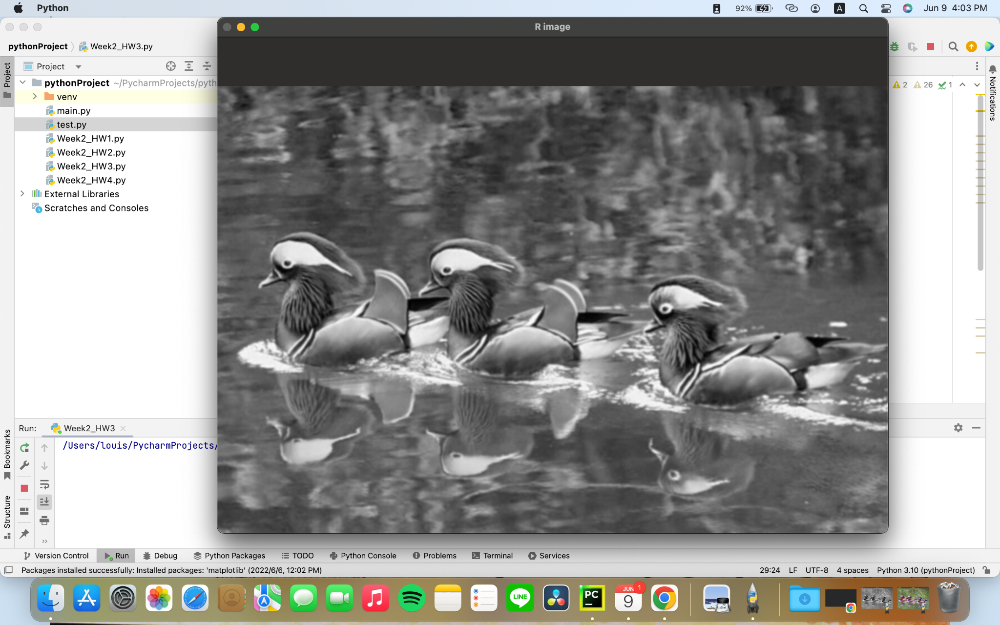 Python
92%
A
Jun 9 4:03 PM
R image
pythonProject
Week2_HW3.py
Project
Project
pythonProject ~/PycharmProjects/pyth
venv
main.py
test.py
Week2_HW1.py
Week2_HW2.py
Week2_HW3.py
Week2_HW4.py
External Libraries
Scratches and Consoles
2
26
1
Notifications
Run:
Week2_HW3
/Users/louis/PycharmProjects/
Bookmarks
Structure
Version Control
Run
Debug
Python Packages
TODO
Python Console
Problems
Terminal
Services
Packages installed successfully: Installed packages: 'matplotlib' (2022/6/6, 12:02 PM)
29:24 LF UTF-8 4 spaces Python 3.10 (pythonProject)
LINE
PC
JUN
9
1